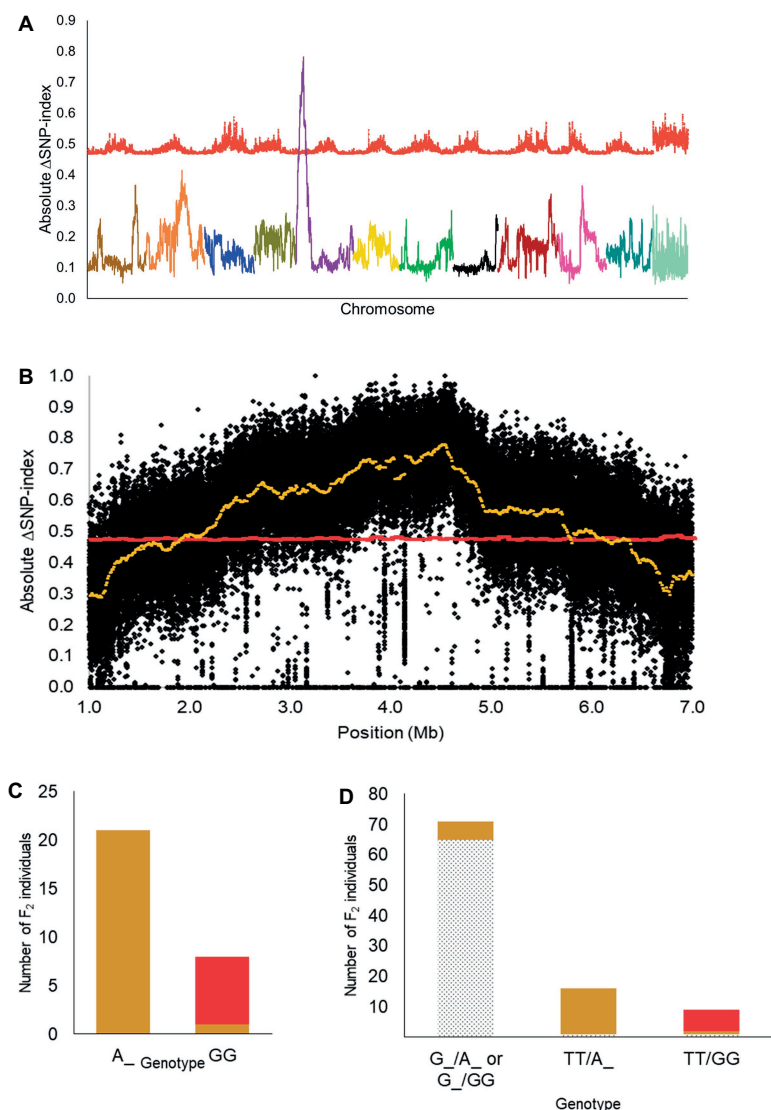 A
0.9
0.8
0.7
0.6
0.5
0.4
0.3
0.2
0.1
0.0
Absolute ΔSNP-index
Chromosome
B
1.0
0.9
0.8
0.7
0.6
0.5
0.4
0.3
0.2
0.1
0.0
Absolute ΔSNP-index
1.0 2.0 3.0 4.0 5.0 6.0 7.0
Position (Mb)
C
25
20
15
10
5
0
Number of F₂ individuals
A_ Genotype GG
D
80
70
60
50
40
30
20
10
Number of F₂ individuals
G_/A_ or TT/A_ TT/GG
G_/GG
Genotype